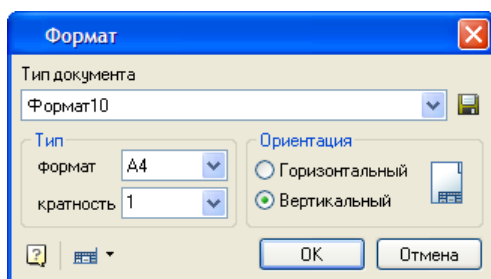 Формат
Тип документа
Формат10
Тип
формат A4
кратность 1
Ориентация
Горизонтальный
Вертикальный
? OK Отмена